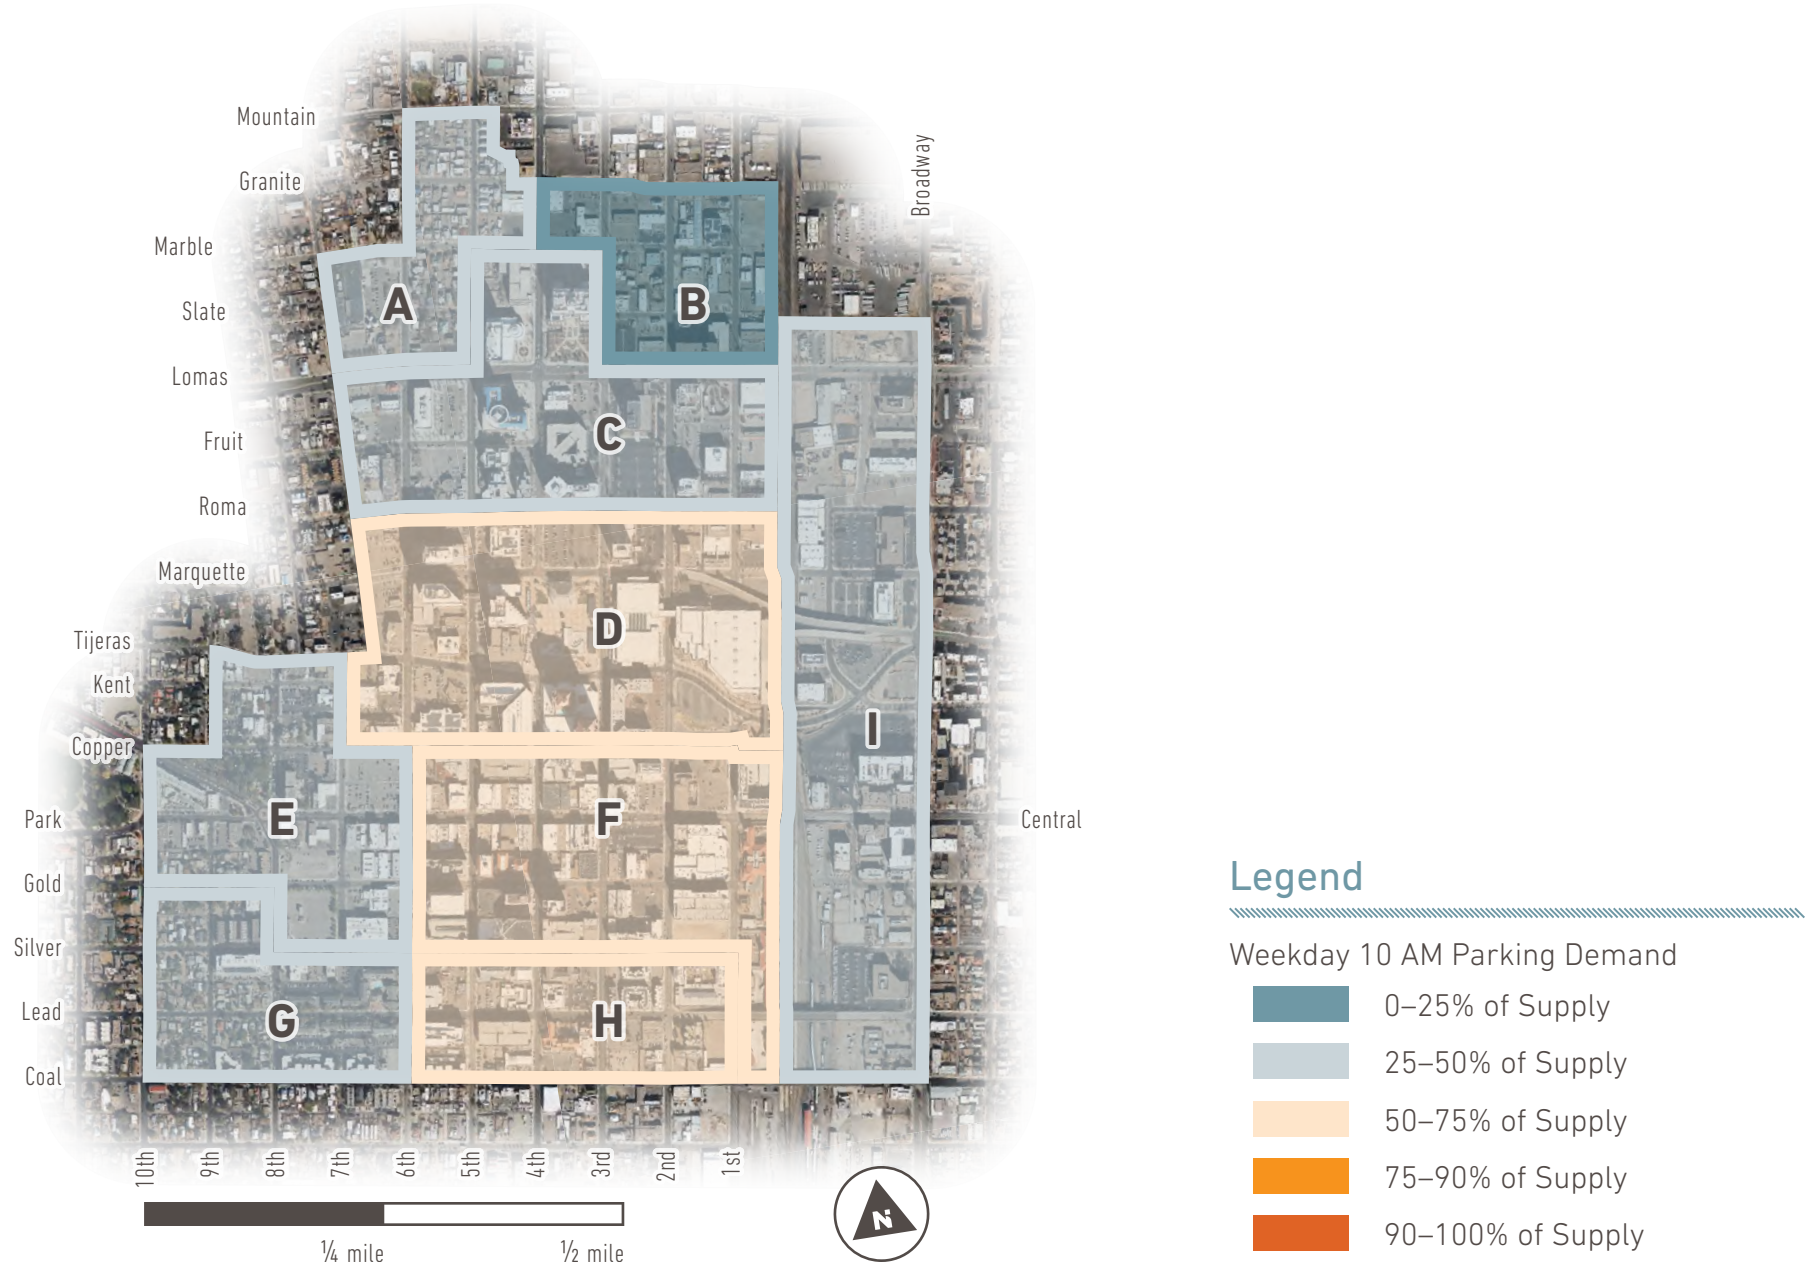 Mountain
Granite
Marble
Slate
Lomas
Fruit
Roma
Marquette
Tijeras
Kent
Copper
Park
Gold
Silver
Lead
Coal
Broadway
Central
A
B
C
D
E
F
G
H
I
10th
9th
8th
7th
6th
5th
4th
3rd
2nd
1st
¼ mile
½ mile
N
Legend
Weekday 10 AM Parking Demand
0–25% of Supply
25–50% of Supply
50–75% of Supply
75–90% of Supply
90–100% of Supply